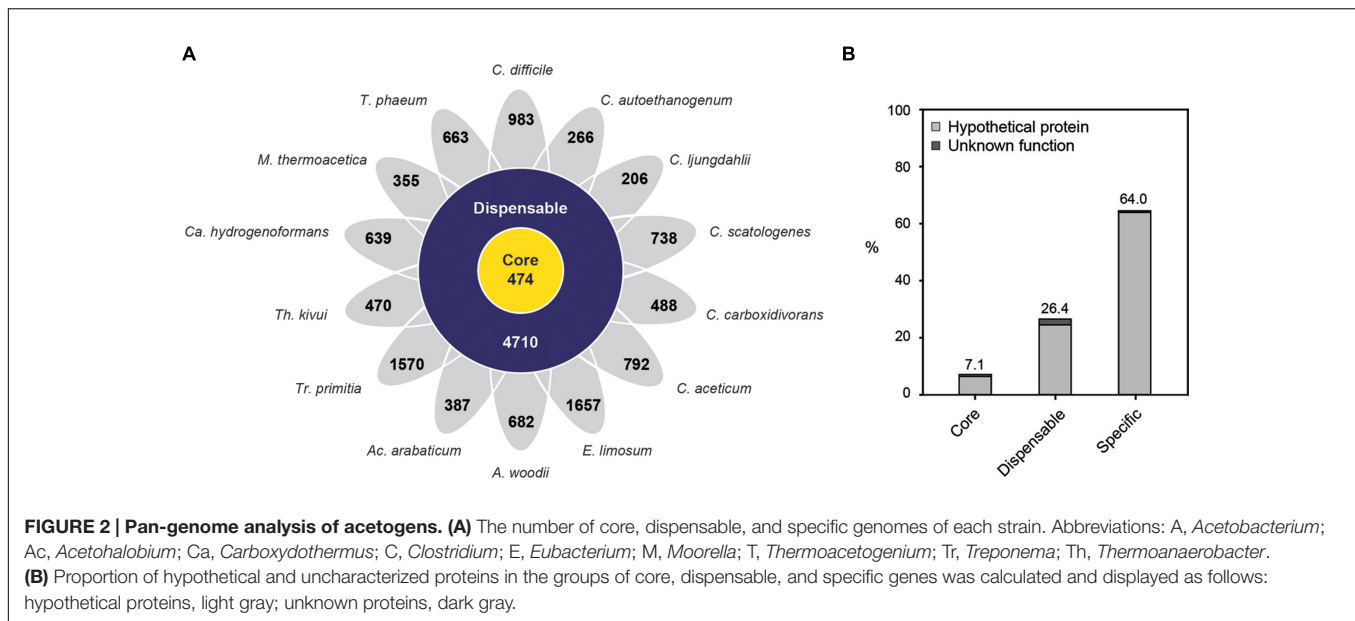 A
C. difficile
T. phaeum
C. autoethanogenum
983
663
266
M. thermoacetica
C. ljungdahlii
355
206
Dispensable
Ca. hydrogenoformans
639
738
C. scatologenes
Core
474
Th. kivui
470
488
C. carboxidivorans
4710
Tr. primitia
1570
792
C. aceticum
387
682
1657
Ac. arabaticum
E. limosum
A. woodii
B
100
80
60
40
20
0
%
Hypothetical protein
Unknown function
7.1
26.4
64.0
Core
Dispensable
Specific
FIGURE 2 | Pan-genome analysis of acetogens. (A) The number of core, dispensable, and specific genomes of each strain. Abbreviations: A, Acetobacterium;
Ac, Acetohalobium; Ca, Carboxydothermus; C, Clostridium; E, Eubacterium; M, Moorella; T, Thermoacetogenium; Tr, Treponema; Th, Thermoanaerobacter.
(B) Proportion of hypothetical and uncharacterized proteins in the groups of core, dispensable, and specific genes was calculated and displayed as follows:
hypothetical proteins, light gray; unknown proteins, dark gray.